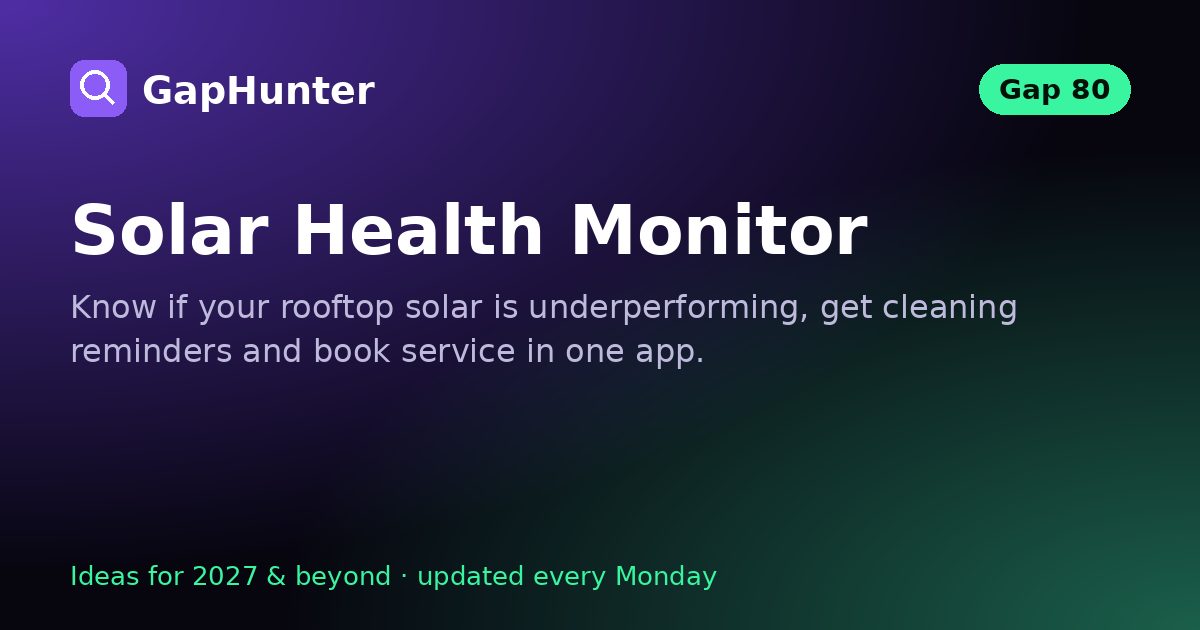 GapHunter
Gap 80
Solar Health Monitor
Know if your rooftop solar is underperforming, get cleaning
reminders and book service in one app.
Ideas for 2027 & beyond · updated every Monday